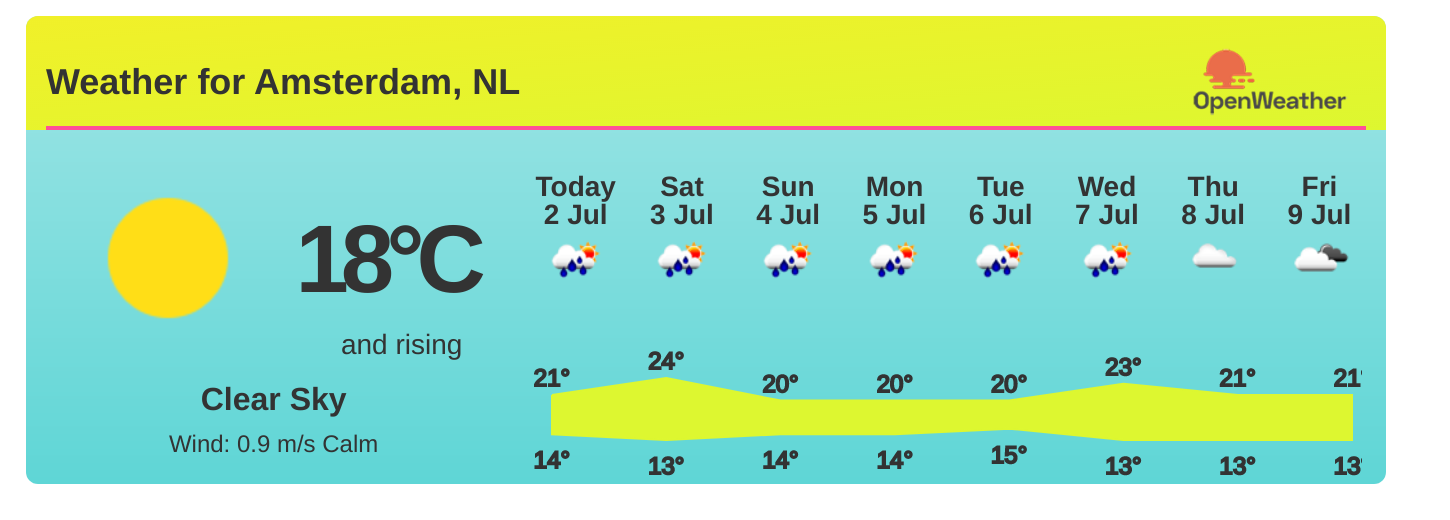 Weather for Amsterdam, NL
OpenWeather
18°C
and rising
Clear Sky
Wind: 0.9 m/s Calm
Today Sat Sun Mon Tue Wed Thu Fri
2 Jul 3 Jul 4 Jul 5 Jul 6 Jul 7 Jul 8 Jul 9 Jul
21° 24° 20° 20° 20° 23° 21° 21°
14° 13° 14° 14° 15° 13° 13° 13°